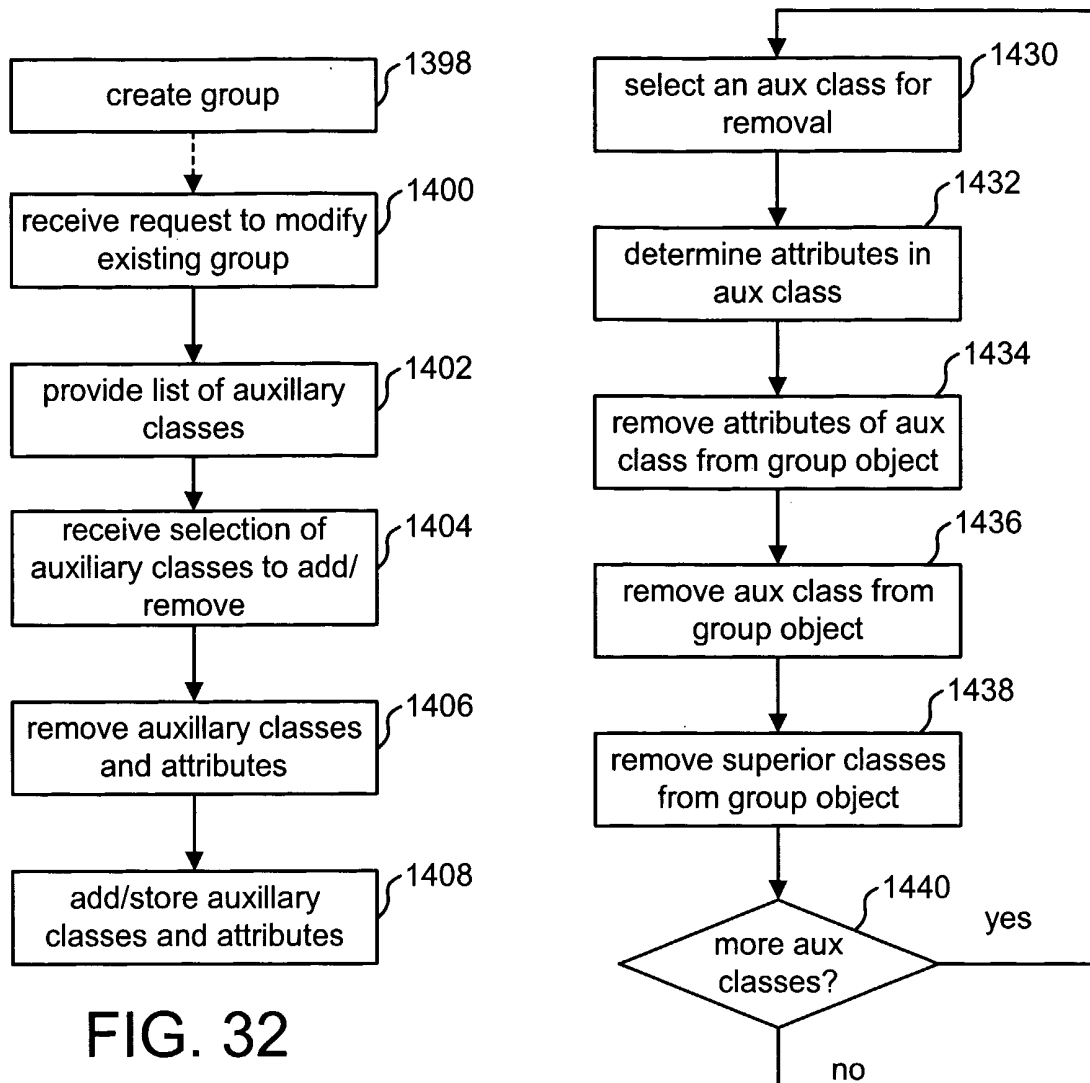 create group
1398
receive request to modify
existing group
1400
provide list of auxillary
classes
1402
receive selection of
auxiliary classes to add/
remove
1404
remove auxillary classes
and attributes
1406
add/store auxillary
classes and attributes
1408
FIG. 32
select an aux class for
removal
1430
determine attributes in
aux class
1432
remove attributes of aux
class from group object
1434
remove aux class from
group object
1436
remove superior classes
from group object
1438
more aux
classes?
1440
yes
no